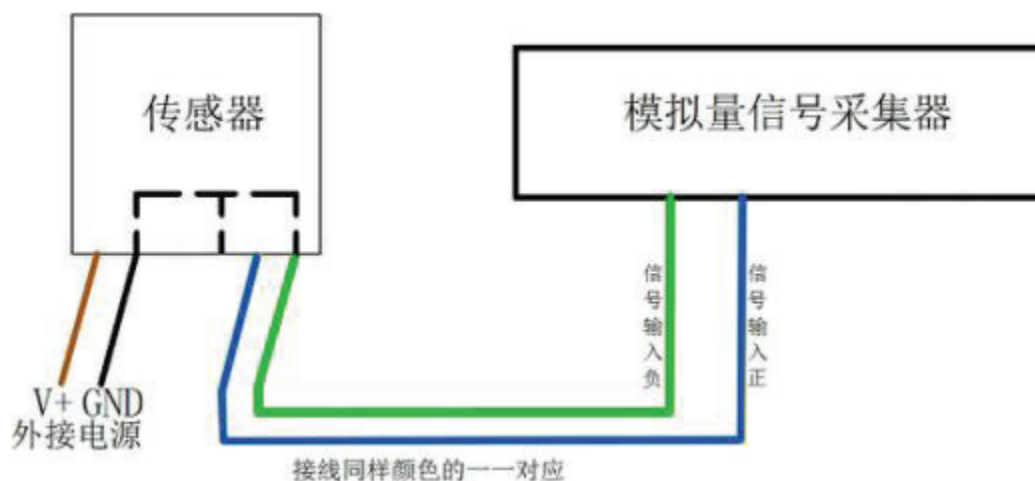 传感器
模拟量信号采集器
信号输入负
信号输入正
V+ GND
外接电源
接线同样颜色的一一对应